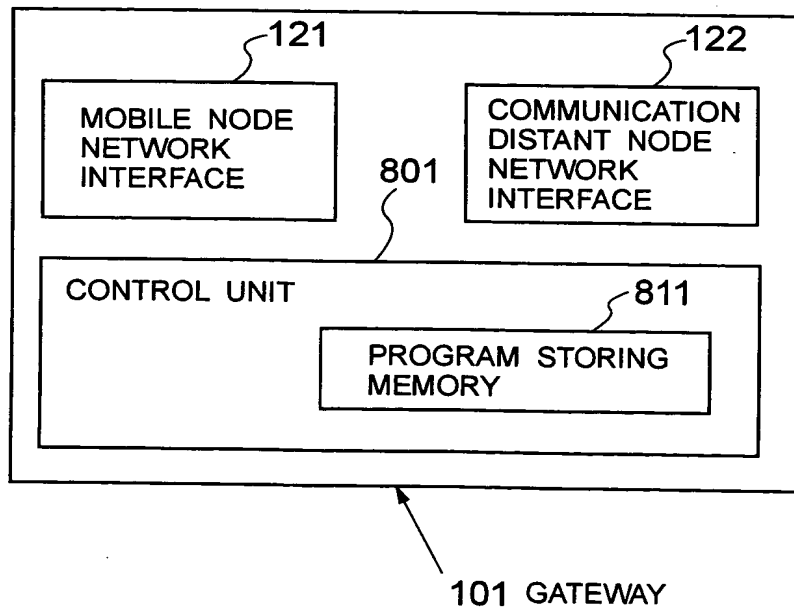 121
122
MOBILE NODE
NETWORK
INTERFACE
COMMUNICATION
DISTANT NODE
NETWORK
INTERFACE
801
CONTROL UNIT
811
PROGRAM STORING
MEMORY
101 GATEWAY